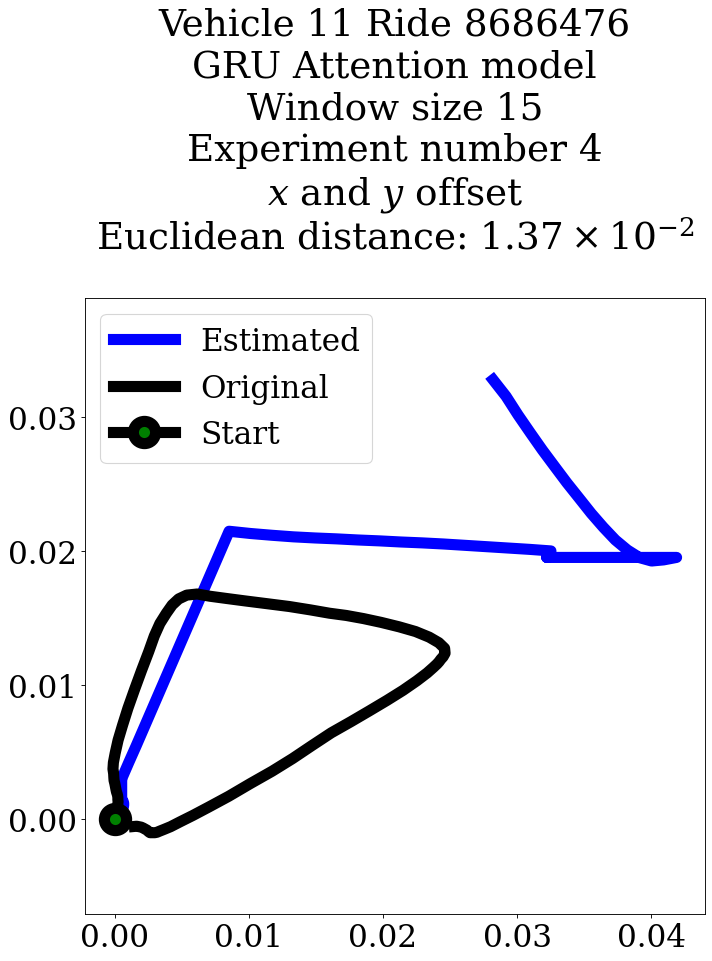 Vehicle 11 Ride 8686476
GRU Attention model
Window size 15
Experiment number 4
x and y offset
Euclidean distance: 1.37 × 10⁻²
Estimated
Original
Start
0.03
0.02
0.01
0.00
0.00 0.01 0.02 0.03 0.04